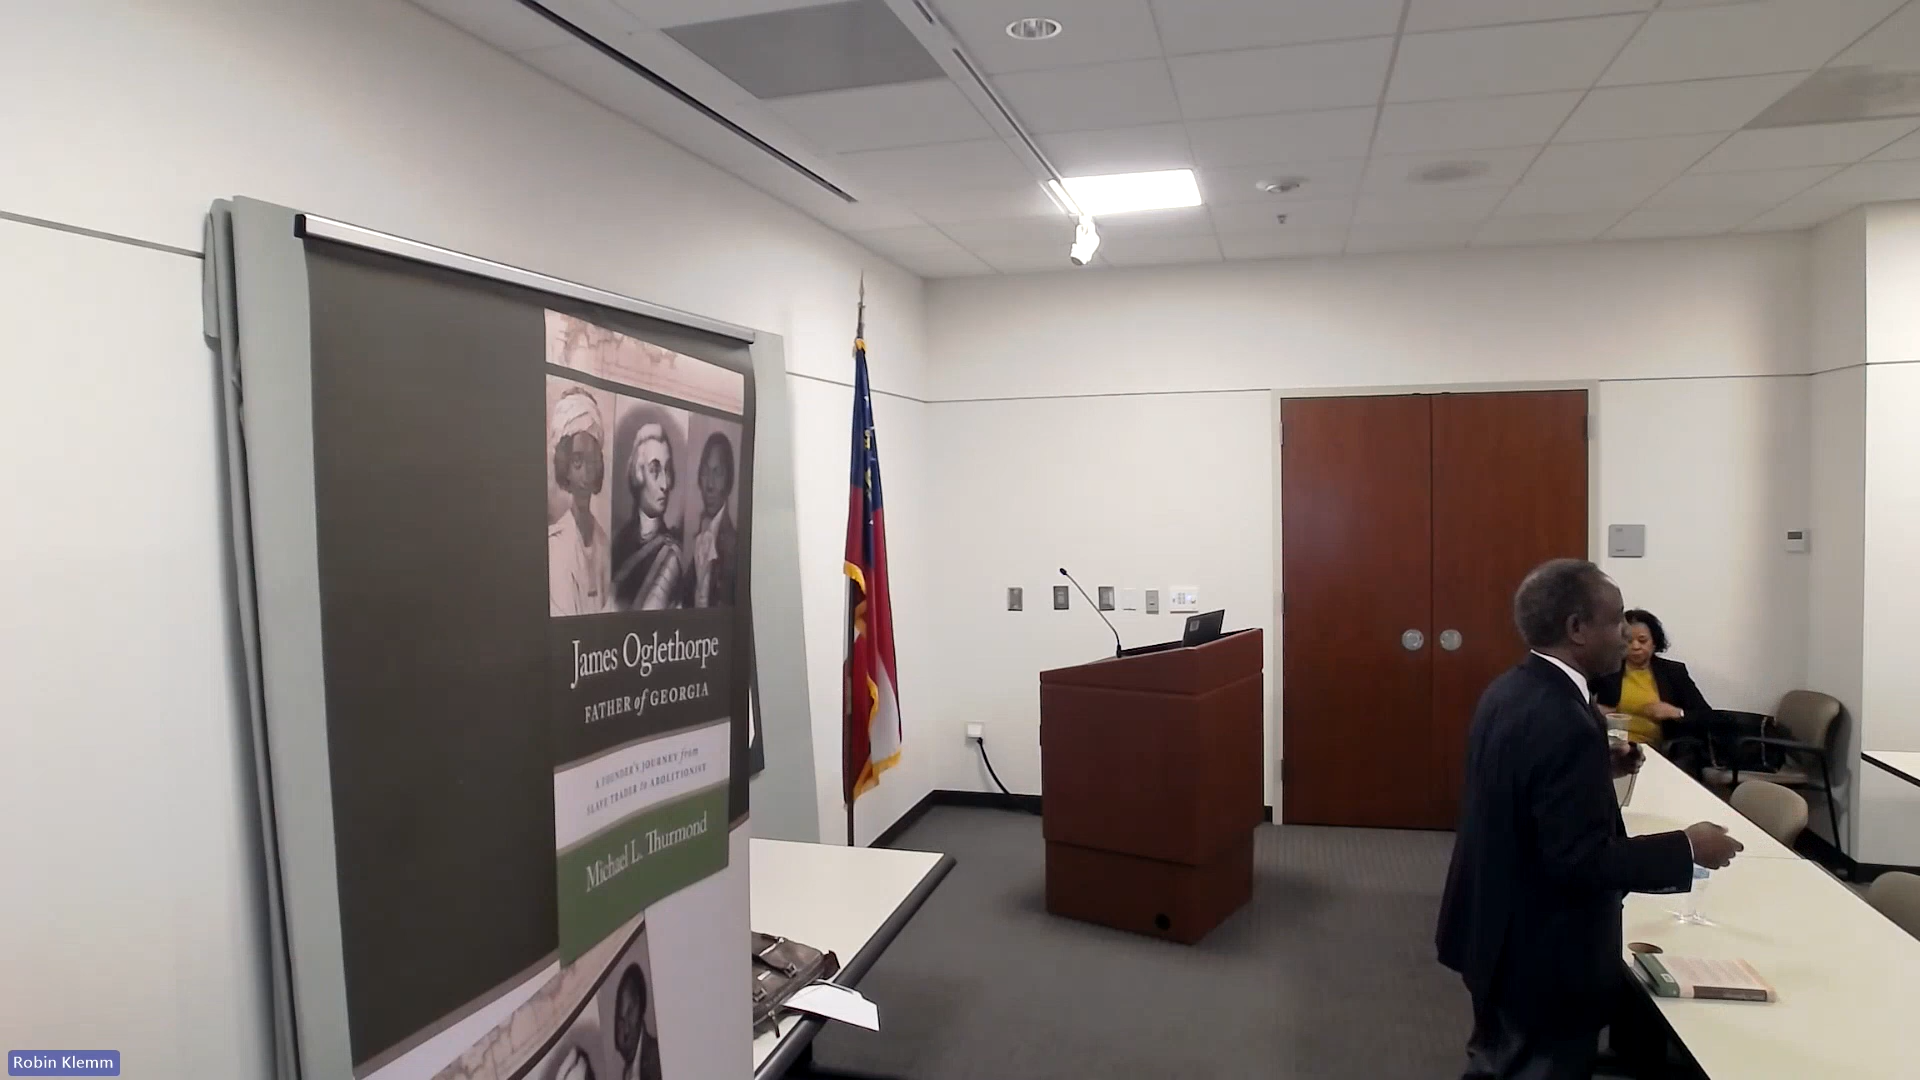 James Oglethorpe
FATHER of GEORGIA
A FOUNDER'S JOURNEY from
SLAVE TRADER to ABOLITIONIST
Michael L. Thurmond
Robin Klemm